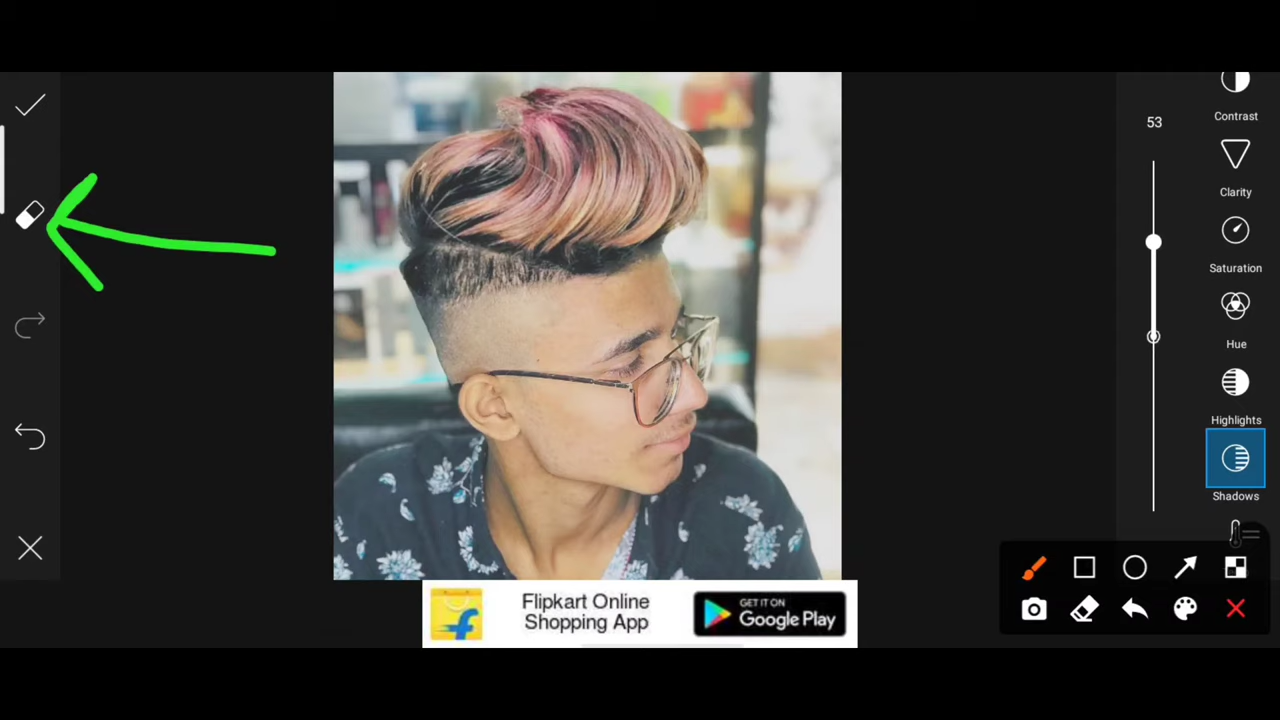 Contrast
53
Clarity
Saturation
Hue
Highlights
Shadows
Flipkart Online
Shopping App
GET IT ON
Google Play